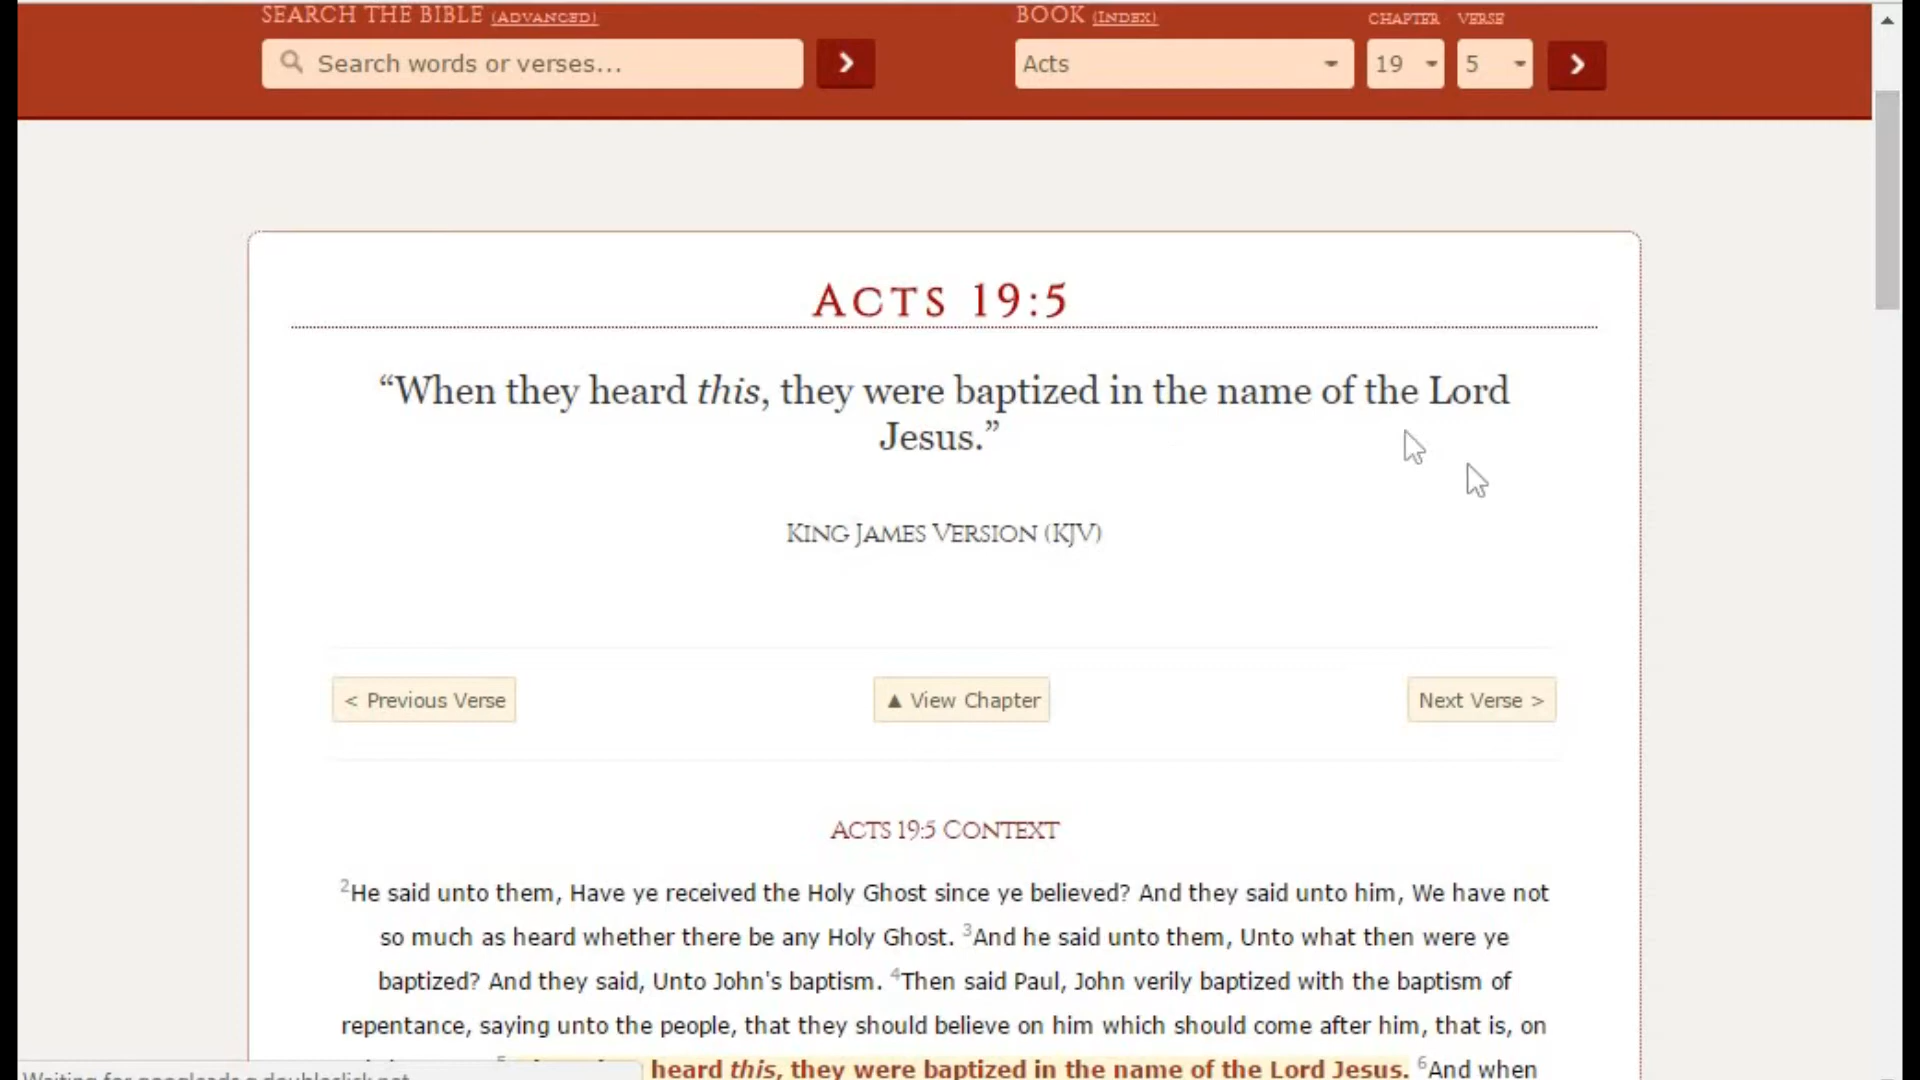 SEARCH THE BIBLE (ADVANCED)
BOOK (INDEX)
CHAPTER
VERSE
Search words or verses...
Acts
19
5
ACTS 19:5
“When they heard this, they were baptized in the name of the Lord
Jesus.”
KING JAMES VERSION (KJV)
< Previous Verse
▲ View Chapter
Next Verse >
ACTS 19:5 CONTEXT
2He said unto them, Have ye received the Holy Ghost since ye believed? And they said unto him, We have not
so much as heard whether there be any Holy Ghost. 3And he said unto them, Unto what then were ye
baptized? And they said, Unto John's baptism. 4Then said Paul, John verily baptized with the baptism of
repentance, saying unto the people, that they should believe on him which should come after him, that is, on
heard this, they were baptized in the name of the Lord Jesus. 6And when